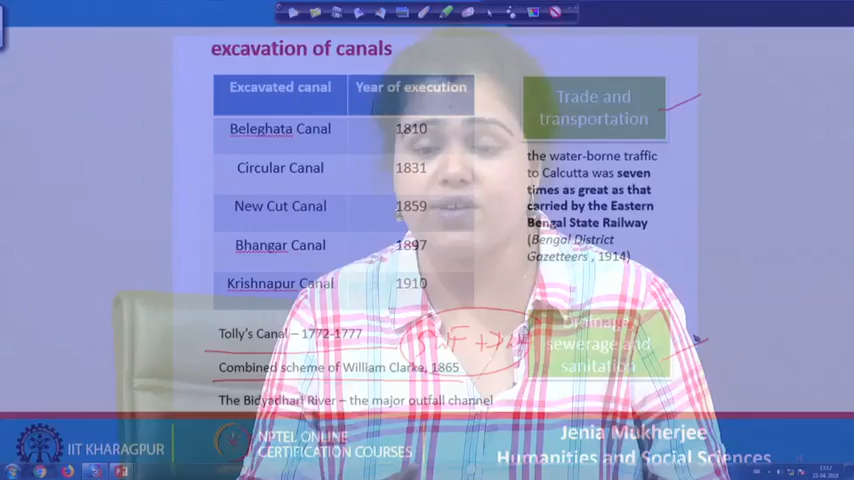 excavation of canals
Excavated canal Year of execution
Beleghata Canal 1810
Circular Canal 1831
New Cut Canal 1859
Bhangar Canal 1897
Krishnapur Canal 1910
Tolly's Canal – 1772-1777
Combined scheme of William Clarke, 1865
The Bidyadhari River – the major outfall channel
Trade and
transportation
the water-borne traffic
to Calcutta was seven
times as great as that
carried by the Eastern
Bengal State Railway
(Bengal District
Gazetteers , 1914)
Drainage,
sewerage and
sanitation
IIT KHARAGPUR
NPTEL ONLINE
CERTIFICATION COURSES
Jenia Mukherjee
Humanities and Social Sciences